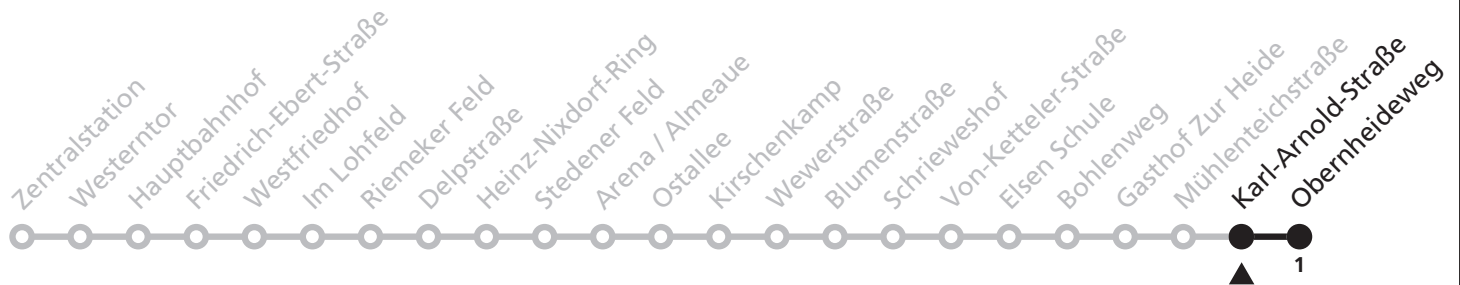 Zentralstation
Westerntor
Hauptbahnhof
Friedrich-Ebert-Straße
Westfriedhof
Im Lohfeld
Riemeker Feld
Delpstraße
Heinz-Nixdorf-Ring
Stedener Feld
Arena / Almeaue
Ostallee
Kirschenkamp
Wewerstraße
Blumenstraße
Schrieweshof
Von-Ketteler-Straße
Elsen Schule
Bohlenweg
Gasthof Zur Heide
Mühlenteichstraße
Karl-Arnold-Straße
Obernheideweg
1